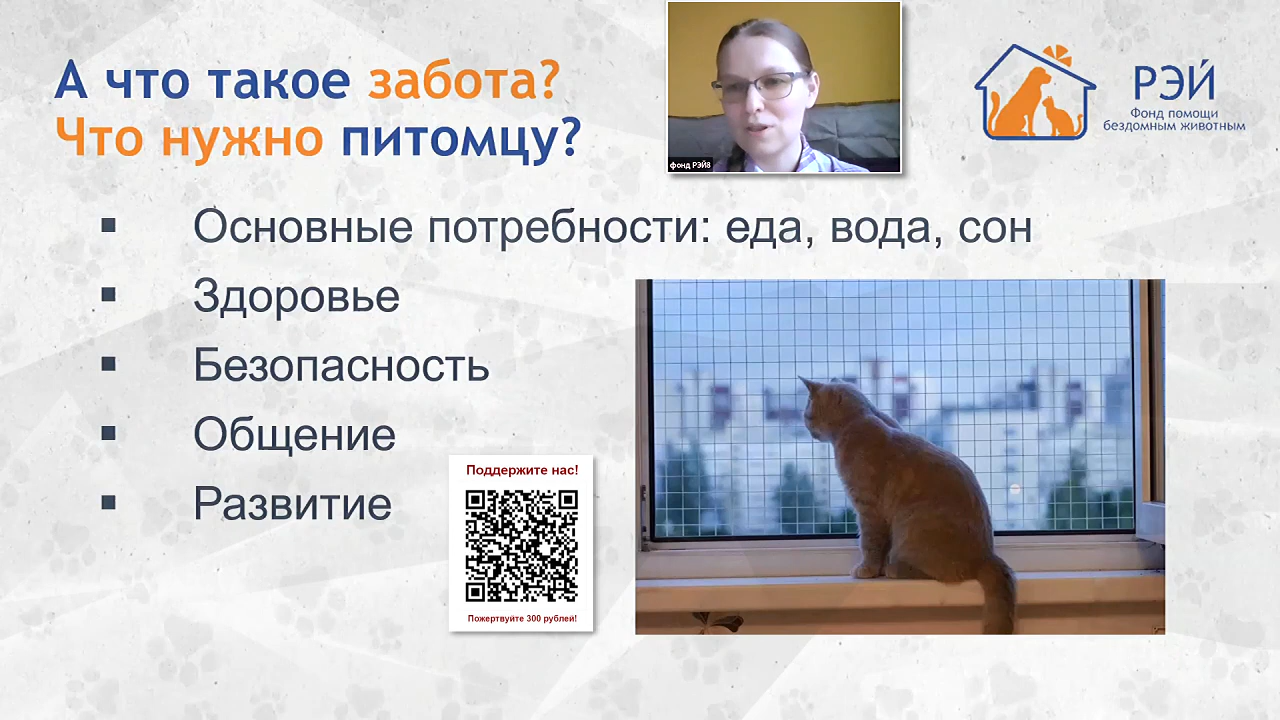 А что такое забота?
Что нужно питомцу?
фонд РЭЙ8
РЭЙ
Фонд помощи
бездомным животным
▪ Основные потребности: еда, вода, сон
▪ Здоровье
▪ Безопасность
▪ Общение
▪ Развитие
Поддержите нас!
Пожертвуйте 300 рублей!